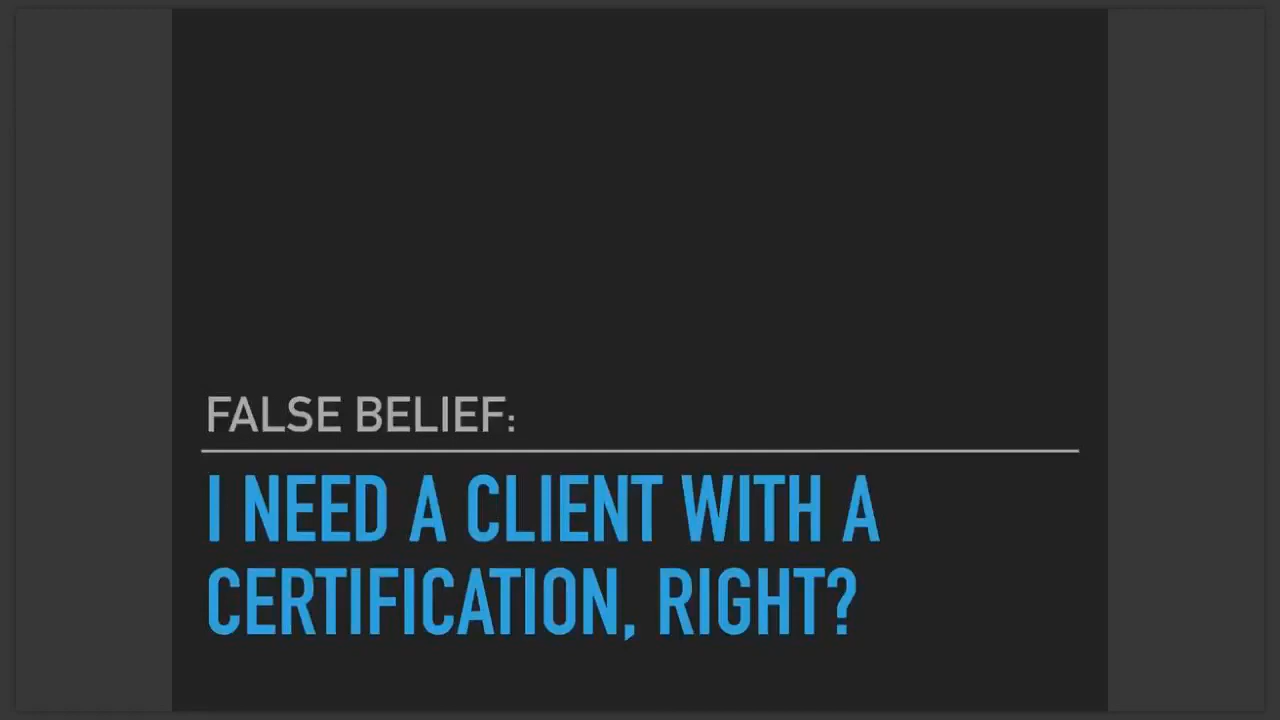 FALSE BELIEF:
I NEED A CLIENT WITH A
CERTIFICATION, RIGHT?